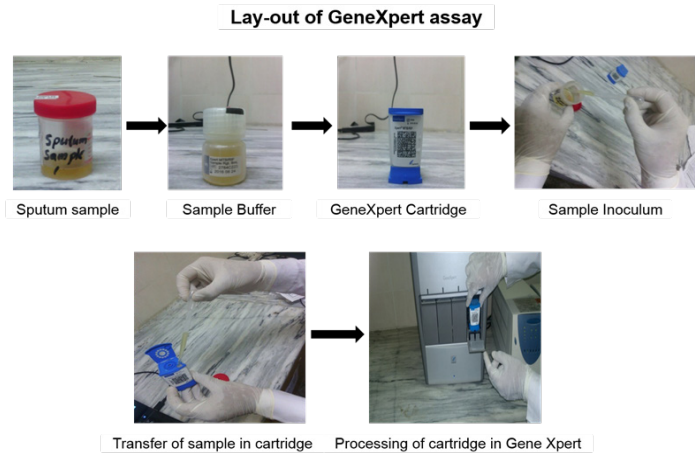 Lay-out of GeneXpert assay
Sputum
Sample
Sputum sample
Sample Buffer
GeneXpert Cartridge
Sample Inoculum
Transfer of sample in cartridge
Processing of cartridge in Gene Xpert